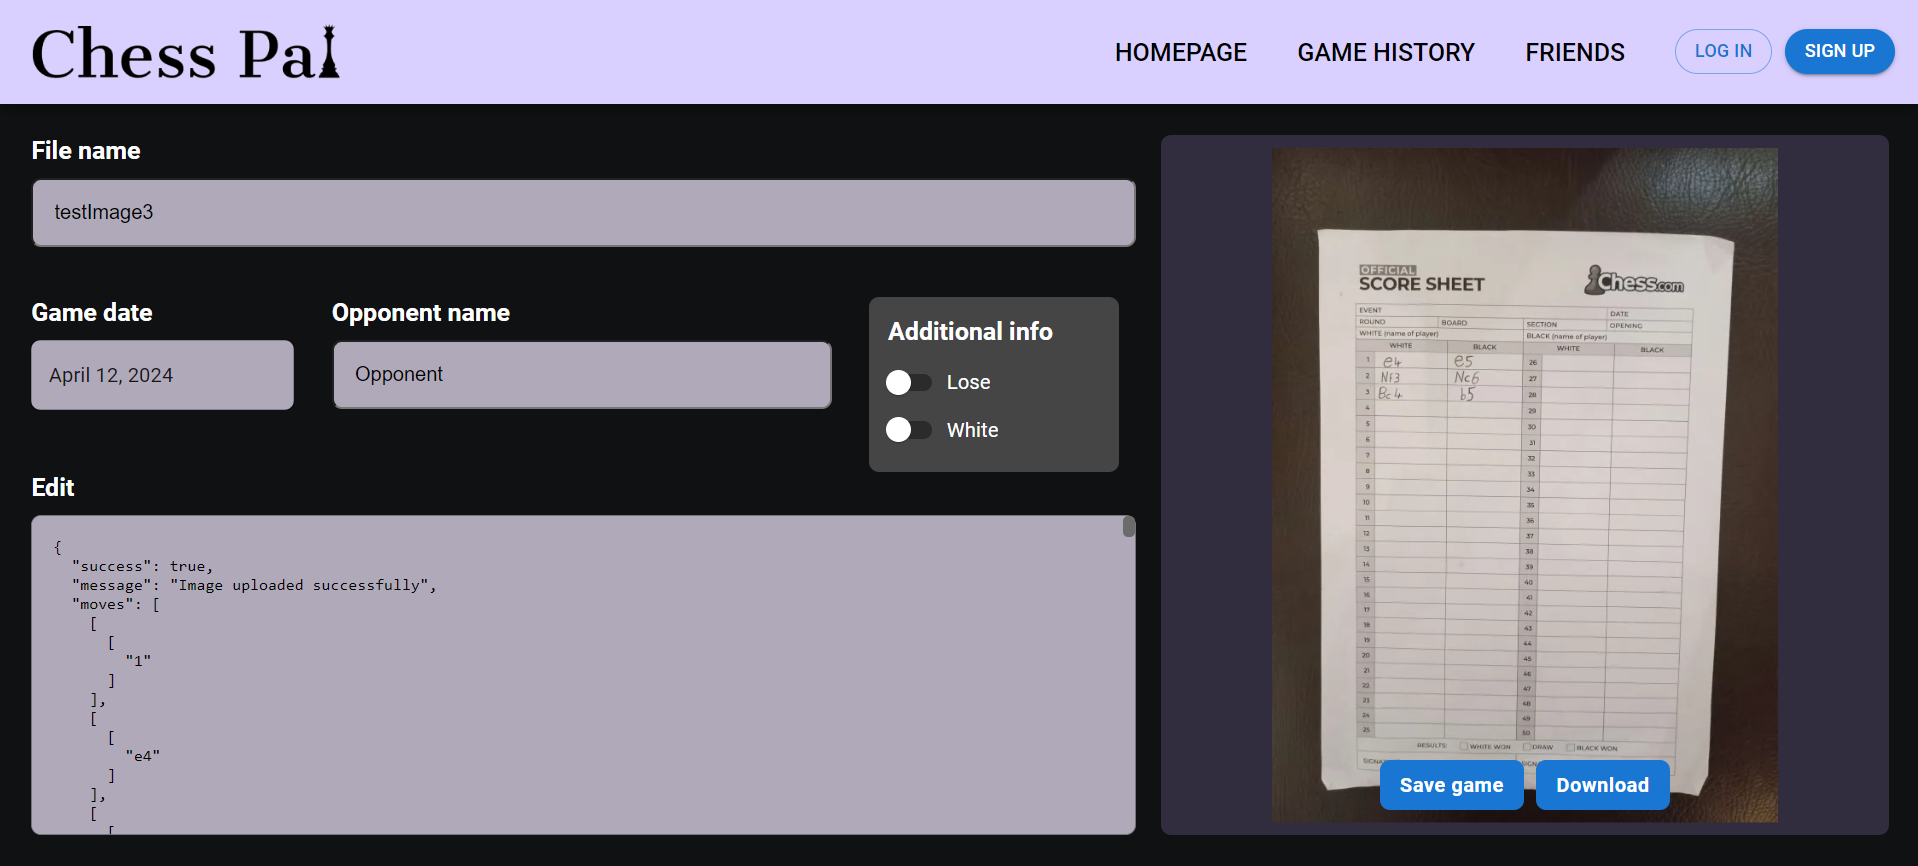 Chess Pal
HOMEPAGE
GAME HISTORY
FRIENDS
LOG IN
SIGN UP
File name
testImage3
Game date
April 12, 2024
Opponent name
Opponent
Additional info
Lose
White
Edit
{
"success": true,
"message": "Image uploaded successfully",
"moves": [
[
[
"1"
]
],
[
[
"e4"
]
],
[
[
OFFICIAL
SCORE SHEET
Chess.com
EVENT
DATE
ROUND
BOARD
SECTION
OPENING
WHITE (name of player)
BLACK (name of player)
WHITE
BLACK
WHITE
BLACK
1 e4 e5 26
2 Nf3 Nc6 27
3 Bc4 b5 28
4 29
5 30
6 31
7 32
8 33
9 34
10 35
11 36
12 37
13 38
14 39
15 40
16 41
17 42
18 43
19 44
20 45
21 46
22 47
23 48
24 49
25 50
RESULTS: WHITE WON DRAW BLACK WON
Save game
Download